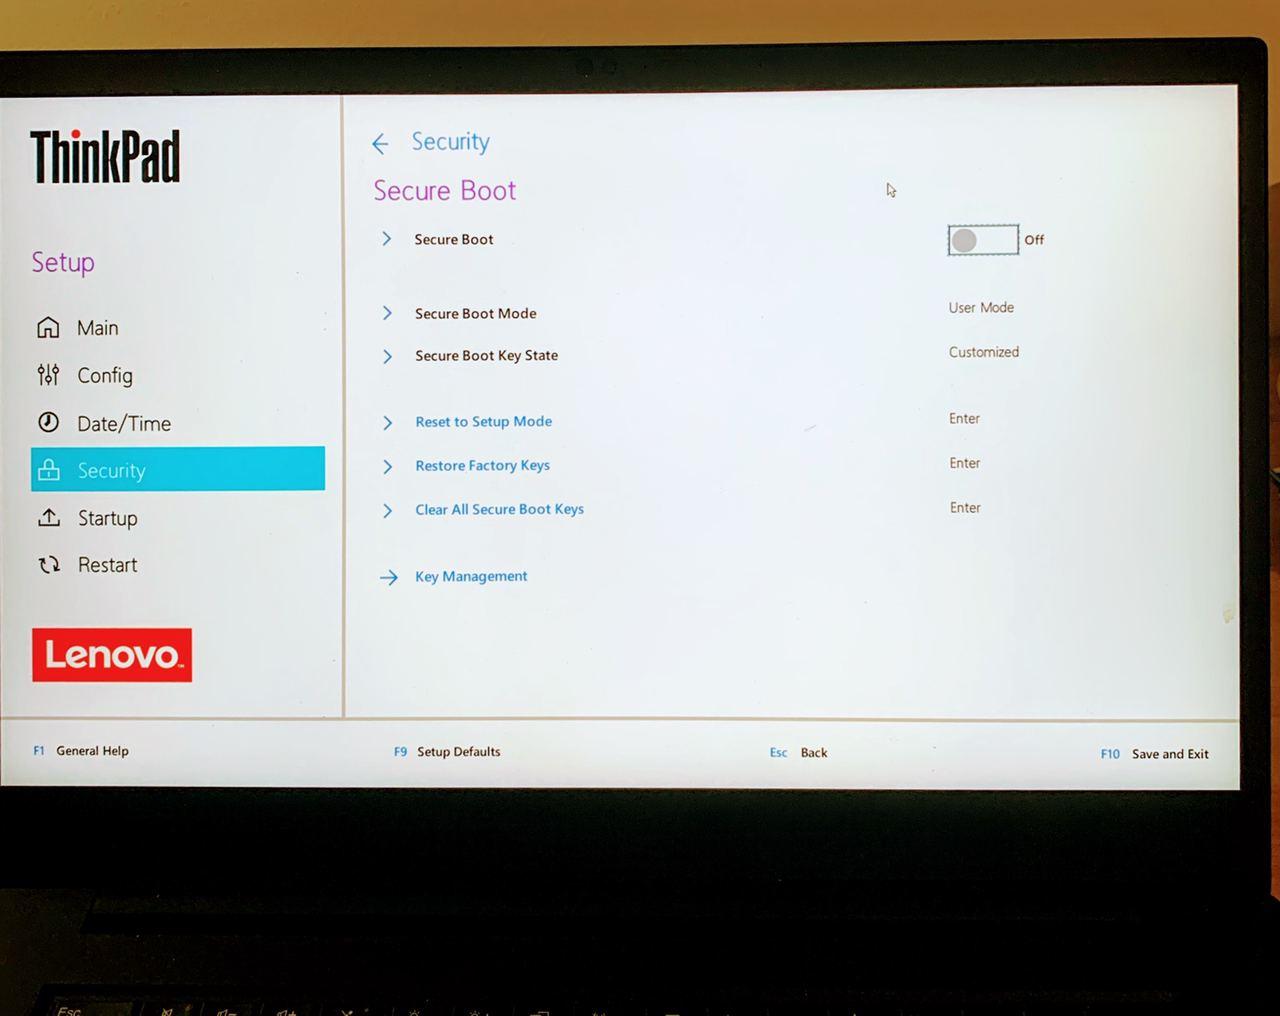 ThinkPad
Setup
Main
Config
Date/Time
Security
Startup
Restart
Lenovo™
Security
Secure Boot
Secure Boot Off
Secure Boot Mode User Mode
Secure Boot Key State Customized
Reset to Setup Mode Enter
Restore Factory Keys Enter
Clear All Secure Boot Keys Enter
Key Management
F1 General Help F9 Setup Defaults Esc Back F10 Save and Exit
Esc